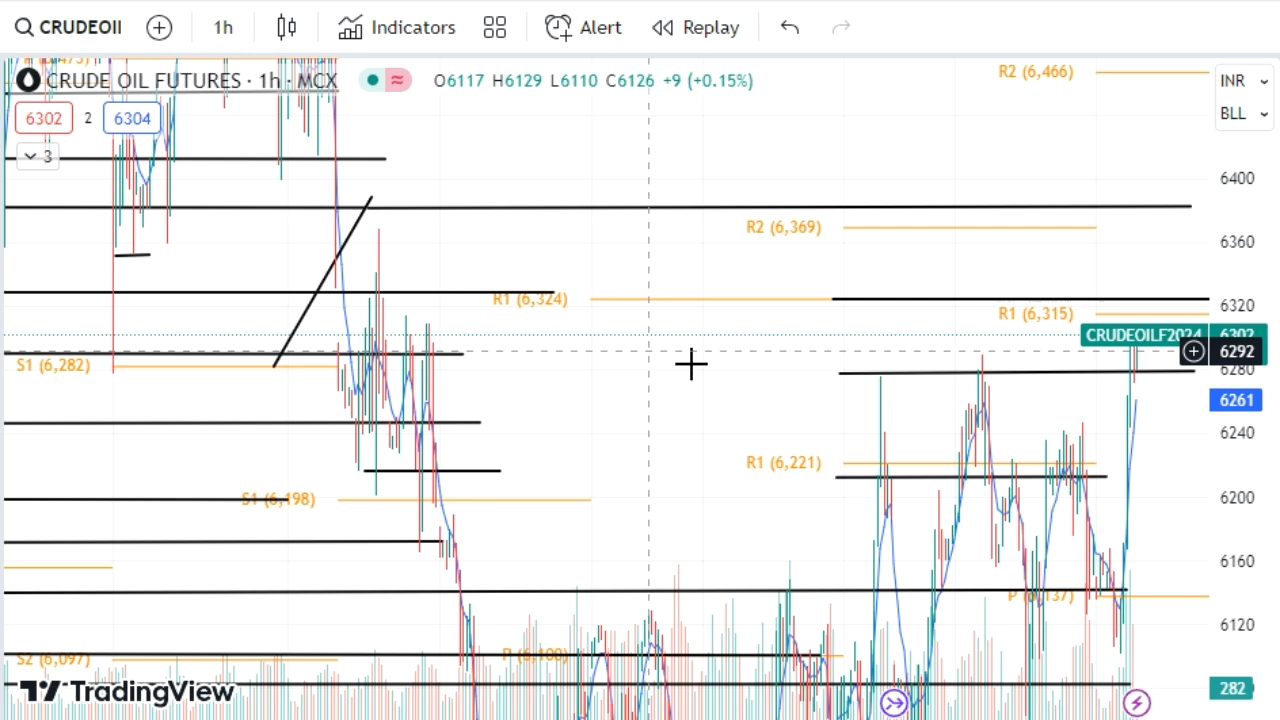 CRUDEOII 1h Indicators Alert Replay
CRUDE OIL FUTURES · 1h · MCX O6117 H6129 L6110 C6126 +9 (+0.15%)
6302 2 6304
3
INR
BLL
R2 (6,466)
6400
R2 (6,369)
6360
R1 (6,324)
6320
R1 (6,315)
CRUDEOILF2024 6302
6292
S1 (6,282)
6280
6261
6240
R1 (6,221)
S1 (6,198)
6200
6160
P (6,137)
6120
P (6,100)
S2 (6,097)
282
TradingView